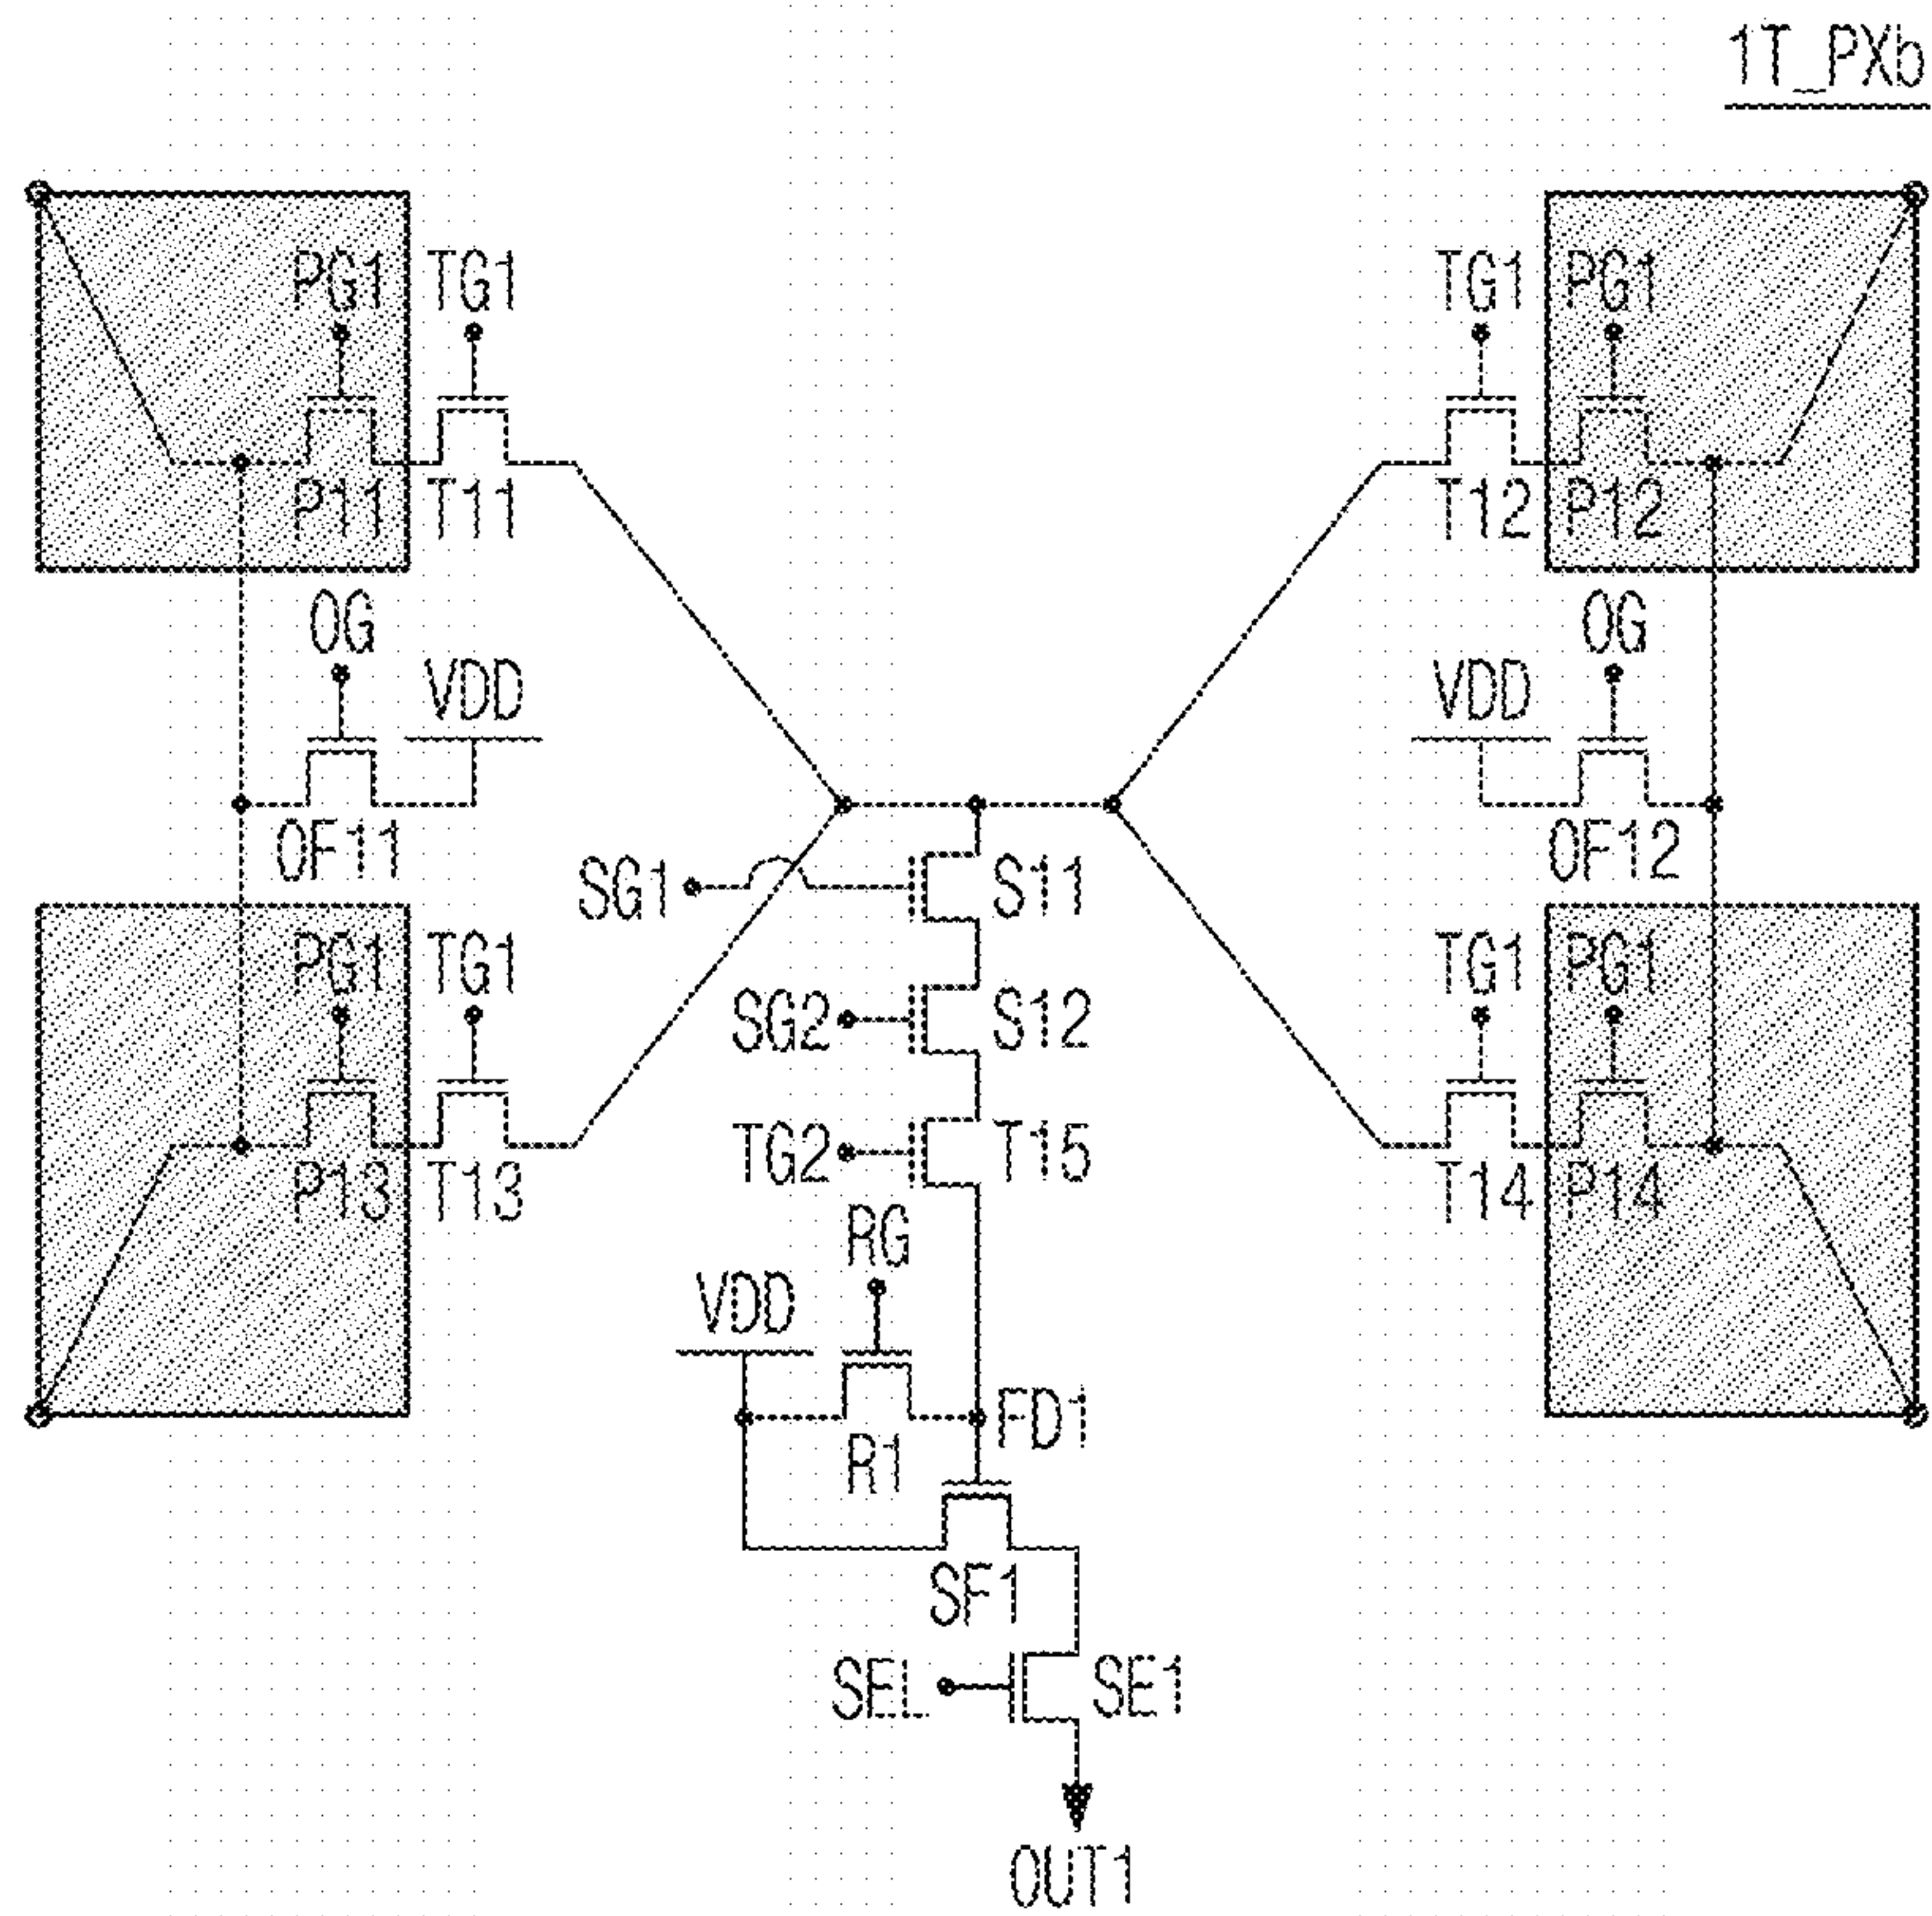 1T_PXb
PG1 TG1
TG1 PG1
P11 T11
T12 P12
OG
VDD
OG
VDD
OF11
OF12
SG1
S11
PG1 TG1
TG1 PG1
SG2
S12
P13 T13
TG2
T15
T14 P14
RG
VDD
FD1
R1
SF1
SEL
SE1
OUT1